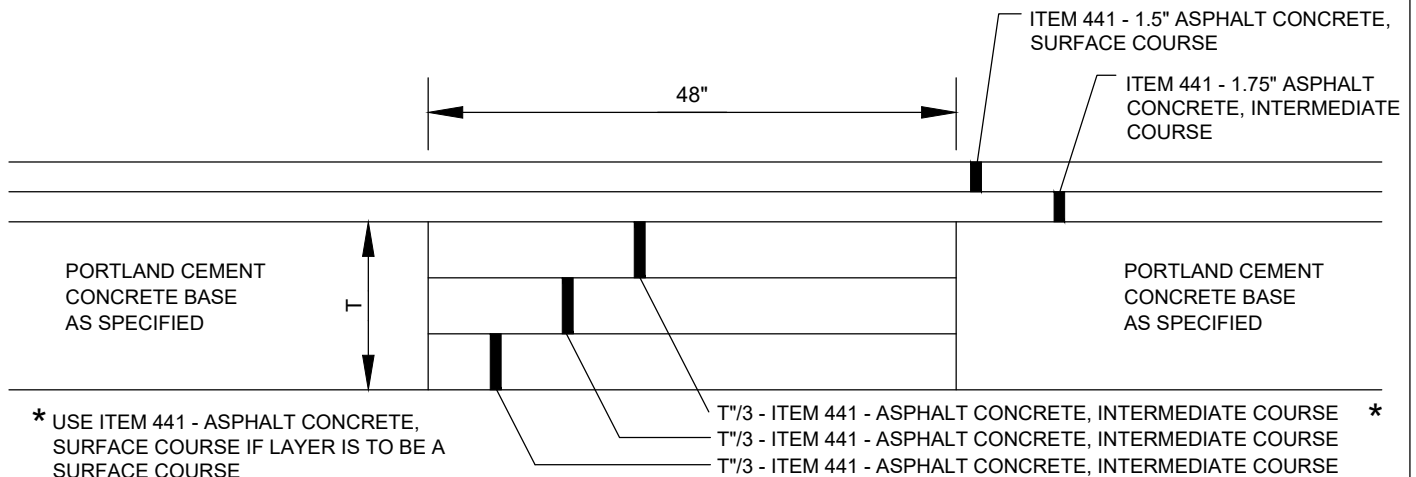 ITEM 441 - 1.5" ASPHALT CONCRETE,
SURFACE COURSE
48"
ITEM 441 - 1.75" ASPHALT
CONCRETE, INTERMEDIATE
COURSE
PORTLAND CEMENT
CONCRETE BASE
AS SPECIFIED
T
PORTLAND CEMENT
CONCRETE BASE
AS SPECIFIED
* USE ITEM 441 - ASPHALT CONCRETE,
SURFACE COURSE IF LAYER IS TO BE A
SURFACE COURSE
T"/3 - ITEM 441 - ASPHALT CONCRETE, INTERMEDIATE COURSE *
T"/3 - ITEM 441 - ASPHALT CONCRETE, INTERMEDIATE COURSE
T"/3 - ITEM 441 - ASPHALT CONCRETE, INTERMEDIATE COURSE